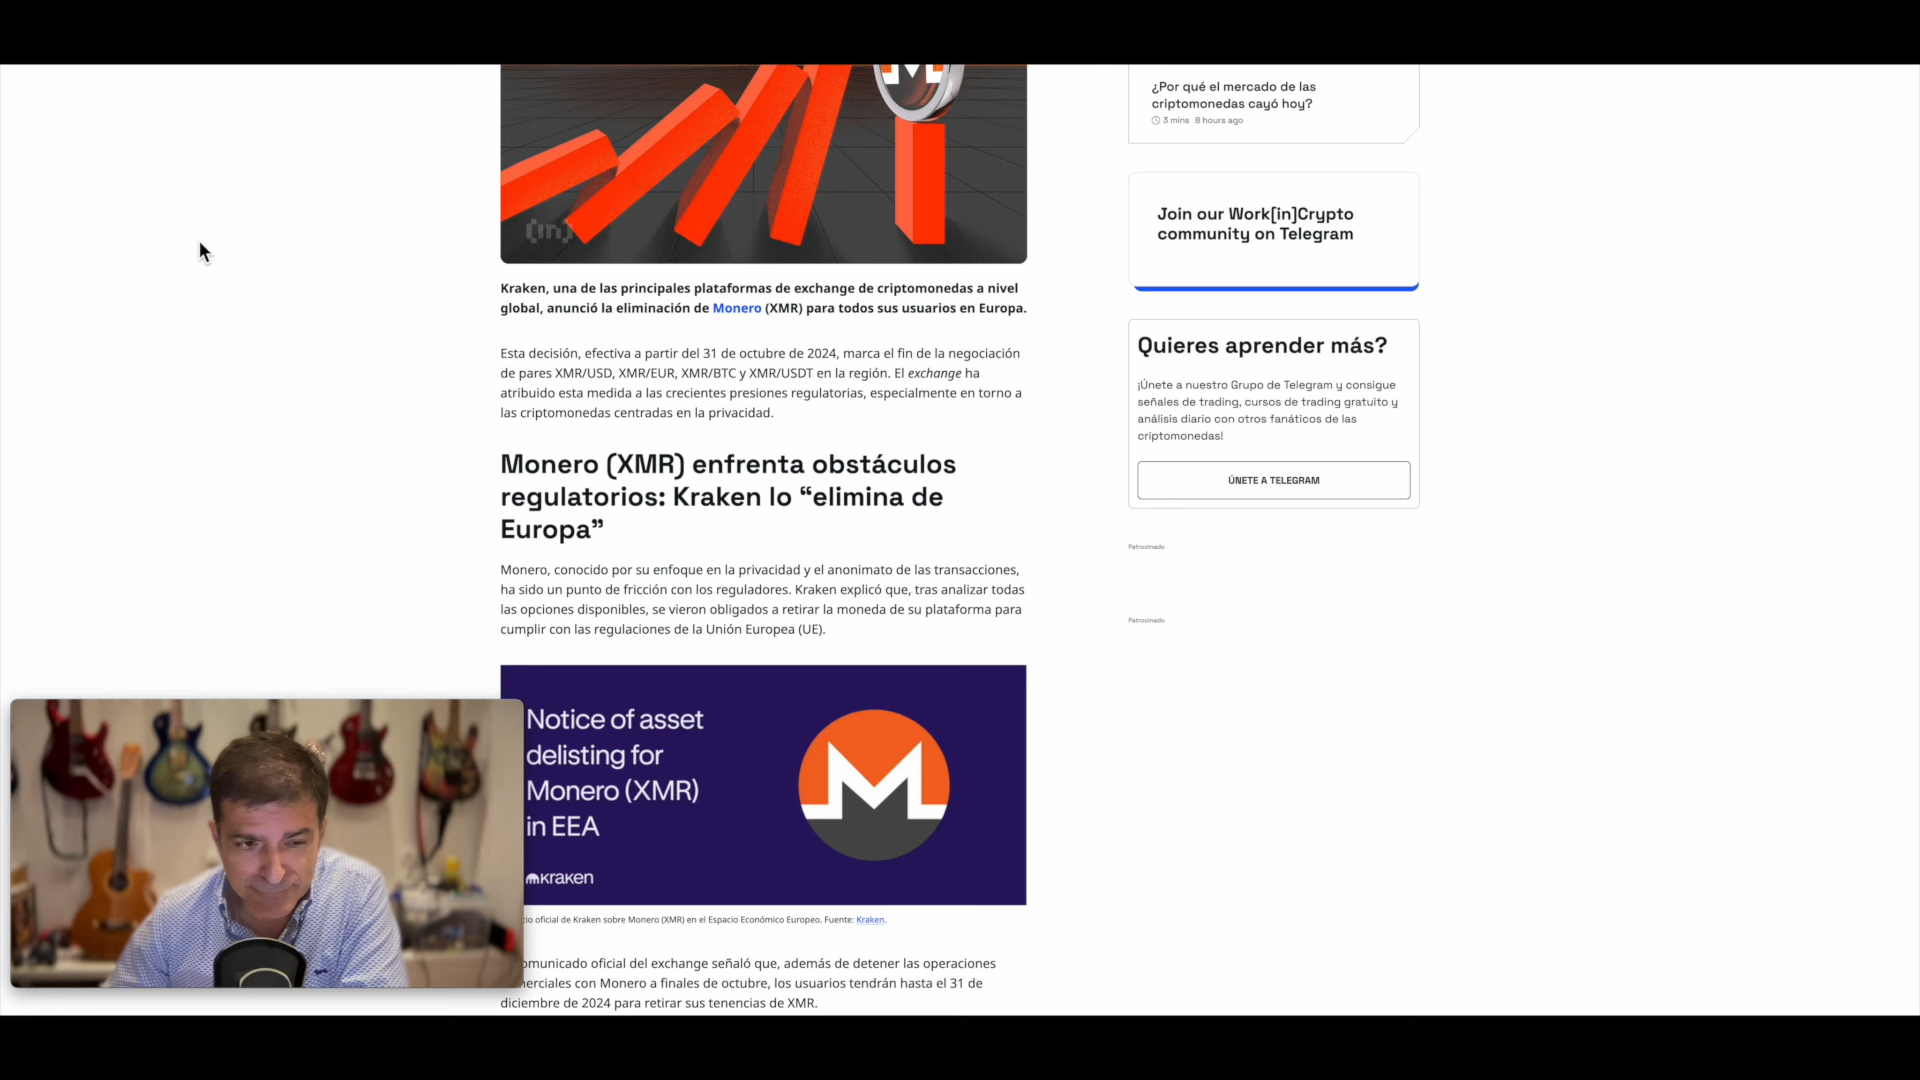 [in]
Kraken, una de las principales plataformas de exchange de criptomonedas a nivel
global, anunció la eliminación de Monero (XMR) para todos sus usuarios en Europa.
Esta decisión, efectiva a partir del 31 de octubre de 2024, marca el fin de la negociación
de pares XMR/USD, XMR/EUR, XMR/BTC y XMR/USDT en la región. El exchange ha
atribuido esta medida a las crecientes presiones regulatorias, especialmente en torno a
las criptomonedas centradas en la privacidad.
Monero (XMR) enfrenta obstáculos
regulatorios: Kraken lo “elimina de
Europa”
Monero, conocido por su enfoque en la privacidad y el anonimato de las transacciones,
ha sido un punto de fricción con los reguladores. Kraken explicó que, tras analizar todas
las opciones disponibles, se vieron obligados a retirar la moneda de su plataforma para
cumplir con las regulaciones de la Unión Europea (UE).
Notice of asset
delisting for
Monero (XMR)
in EEA
kraken
oficial de Kraken sobre Monero (XMR) en el Espacio Económico Europeo. Fuente: Kraken.
oficial del exchange señaló que, además de detener las operaciones
con Monero a finales de octubre, los usuarios tendrán hasta el 31 de
diciembre de 2024 para retirar sus tenencias de XMR.
¿Por qué el mercado de las
criptomonedas cayó hoy?
3 mins 8 hours ago
Join our Work[in]Crypto
community on Telegram
Quieres aprender más?
¡Únete a nuestro Grupo de Telegram y consigue
señales de trading, cursos de trading gratuito y
análisis diario con otros fanáticos de las
criptomonedas!
ÚNETE A TELEGRAM
Patrocinado
Patrocinado